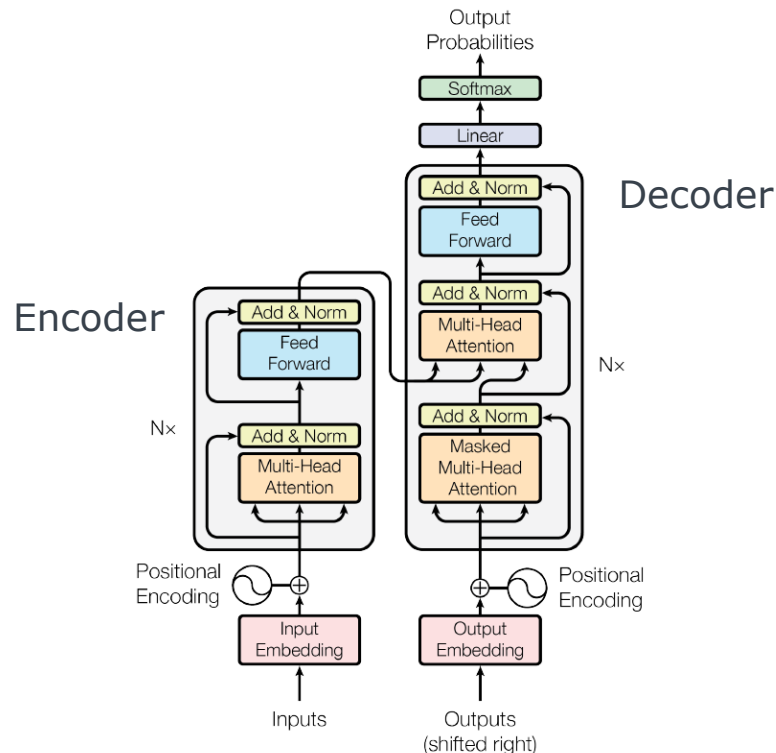 Output
Probabilities
Softmax
Linear
Decoder
Add & Norm
Feed
Forward
Add & Norm
Multi-Head
Attention
N×
Add & Norm
Masked
Multi-Head
Attention
Encoder
Add & Norm
Feed
Forward
N×
Add & Norm
Multi-Head
Attention
Positional
Encoding
Positional
Encoding
Input
Embedding
Output
Embedding
Inputs
Outputs
(shifted right)